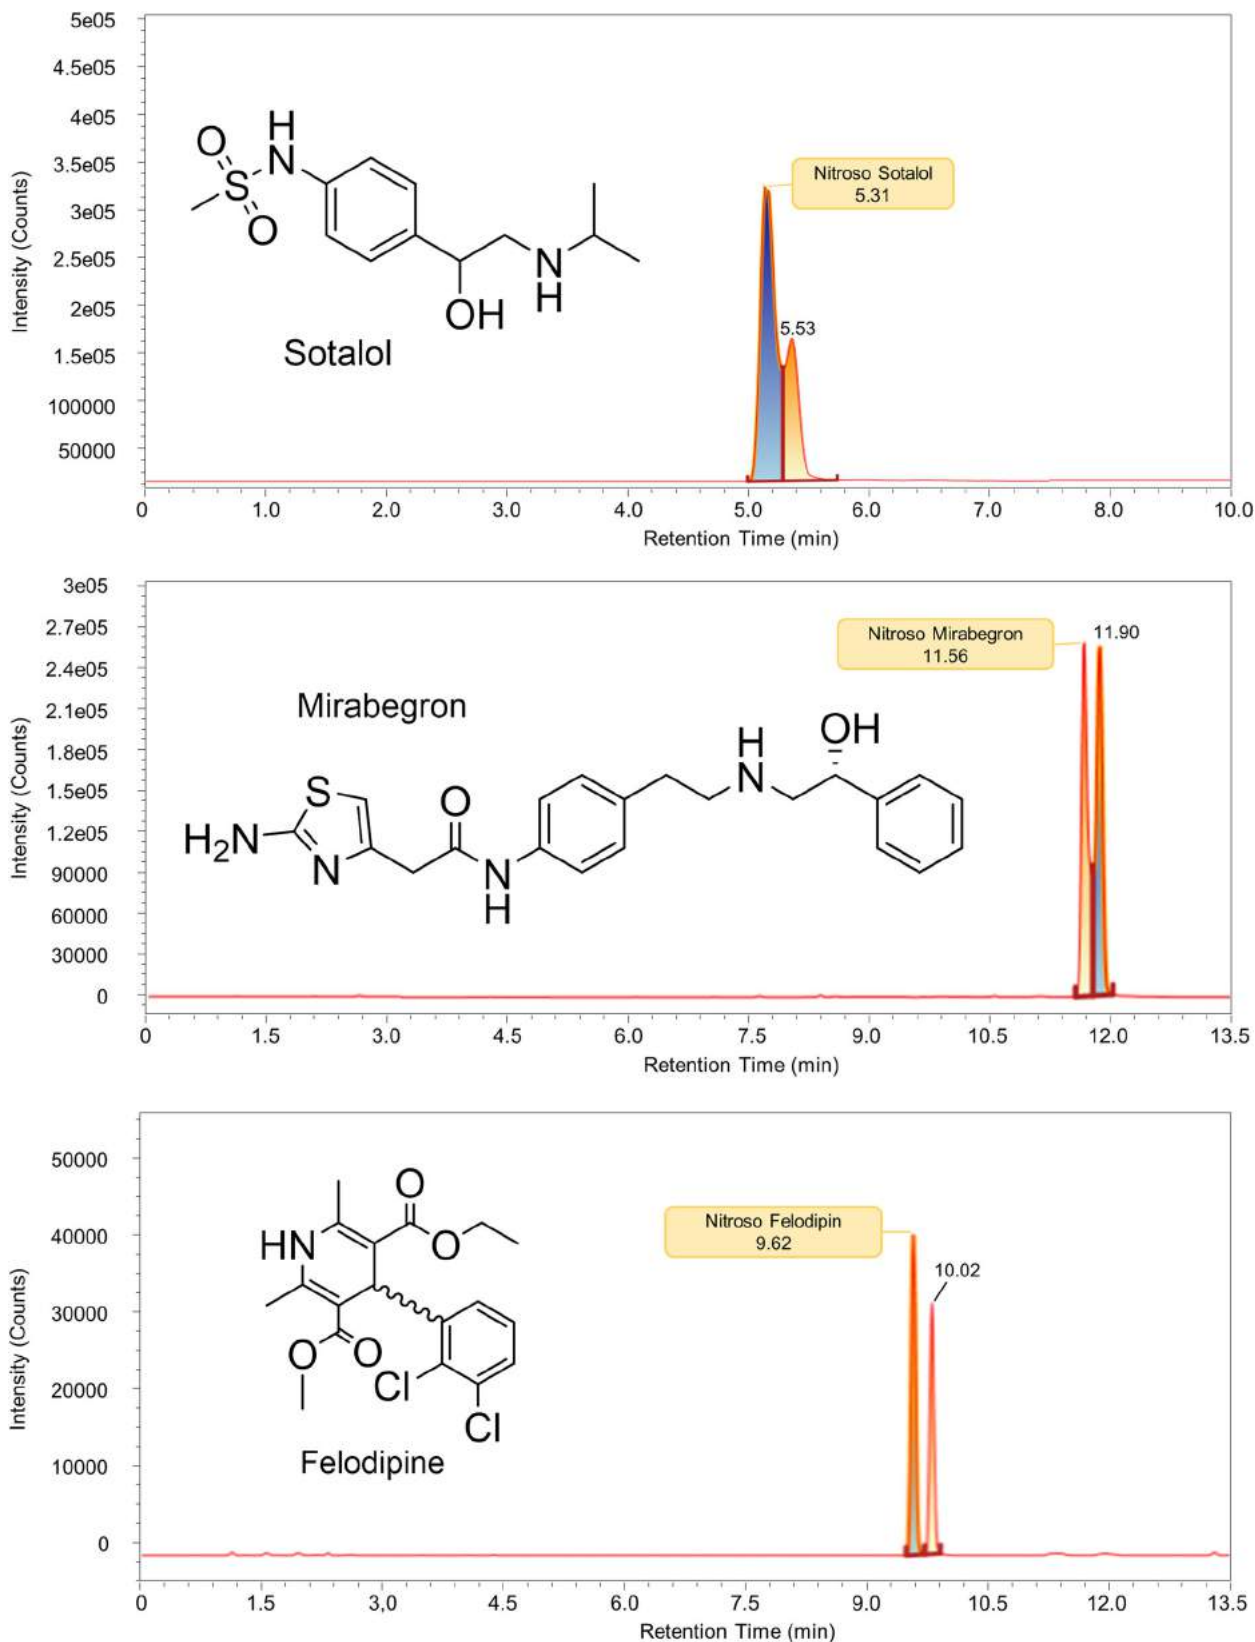 5e05
4.5e05
4e05
3.5e05
3e05
2.5e05
2e05
1.5e05
100000
50000
Intensity (Counts)
O
S
O
H
N
OH
N
H
Sotalol
Nitroso Sotalol
5.31
5.53
0 1.0 2.0 3.0 4.0 5.0 6.0 7.0 8.0 9.0 10.0
Retention Time (min)
3e05
2.7e05
2.4e05
2.1e05
1.8e05
1.5e05
1.2e05
90000
60000
30000
0
Intensity (Counts)
Mirabegron
H2N
S
N
O
N
H
H
N
OH
Nitroso Mirabegron
11.56
11.90
0 1.5 3.0 4.5 6.0 7.5 9.0 10.5 12.0 13.5
Retention Time (min)
50000
40000
30000
20000
10000
0
Intensity (Counts)
HN
O
O
O
O
Cl
Cl
Felodipine
Nitroso Felodipin
9.62
10.02
0 1.5 3,0 4.5 6.0 7.5 9.0 10.5 12.0 13.5
Retention Time (min)